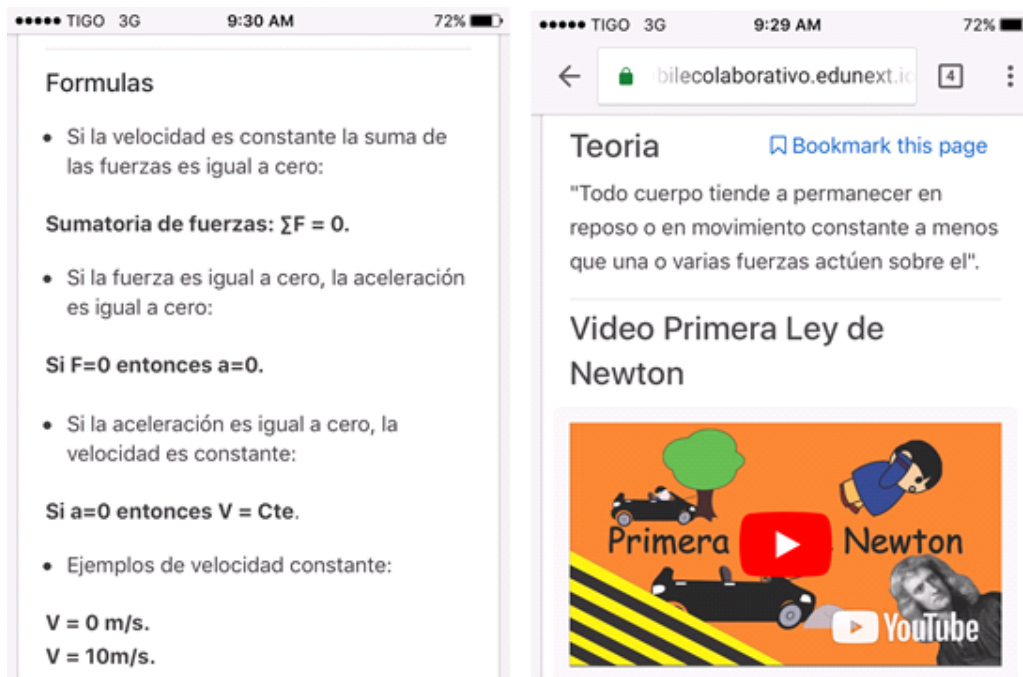 TIGO 3G 9:30 AM 72%
Formulas
• Si la velocidad es constante la suma de
las fuerzas es igual a cero:
Sumatoria de fuerzas: ∑F = 0.
• Si la fuerza es igual a cero, la aceleración
es igual a cero:
Si F=0 entonces a=0.
• Si la aceleración es igual a cero, la
velocidad es constante:
Si a=0 entonces V = Cte.
• Ejemplos de velocidad constante:
V = 0 m/s.
V = 10m/s.
TIGO 3G 9:29 AM 72%
bilecolaborativo.edunext.io 4
Teoria Bookmark this page
"Todo cuerpo tiende a permanecer en
reposo o en movimiento constante a menos
que una o varias fuerzas actúen sobre el".
Video Primera Ley de
Newton
Primera Newton
YouTube